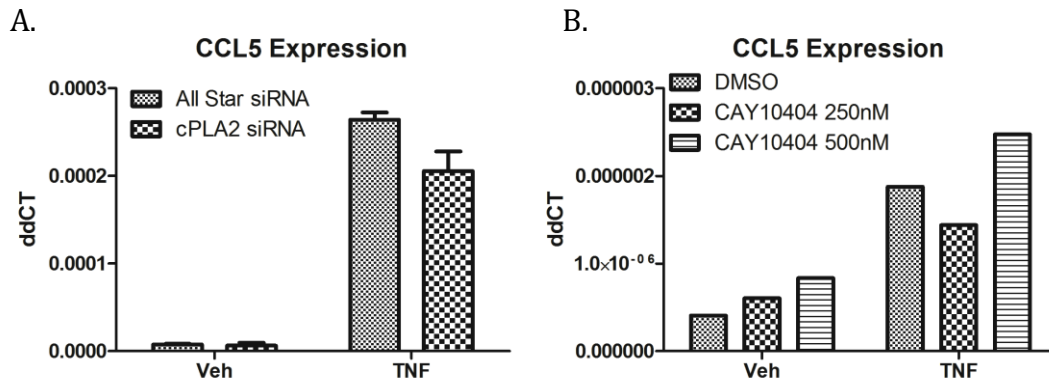 A.
CCL5 Expression
All Star siRNA
cPLA2 siRNA
ddCT
0.0003
0.0002
0.0001
0.0000
Veh TNF
B.
CCL5 Expression
DMSO
CAY10404 250nM
CAY10404 500nM
ddCT
0.000003
0.000002
1.0×10⁻⁰⁶
0.000000
Veh TNF